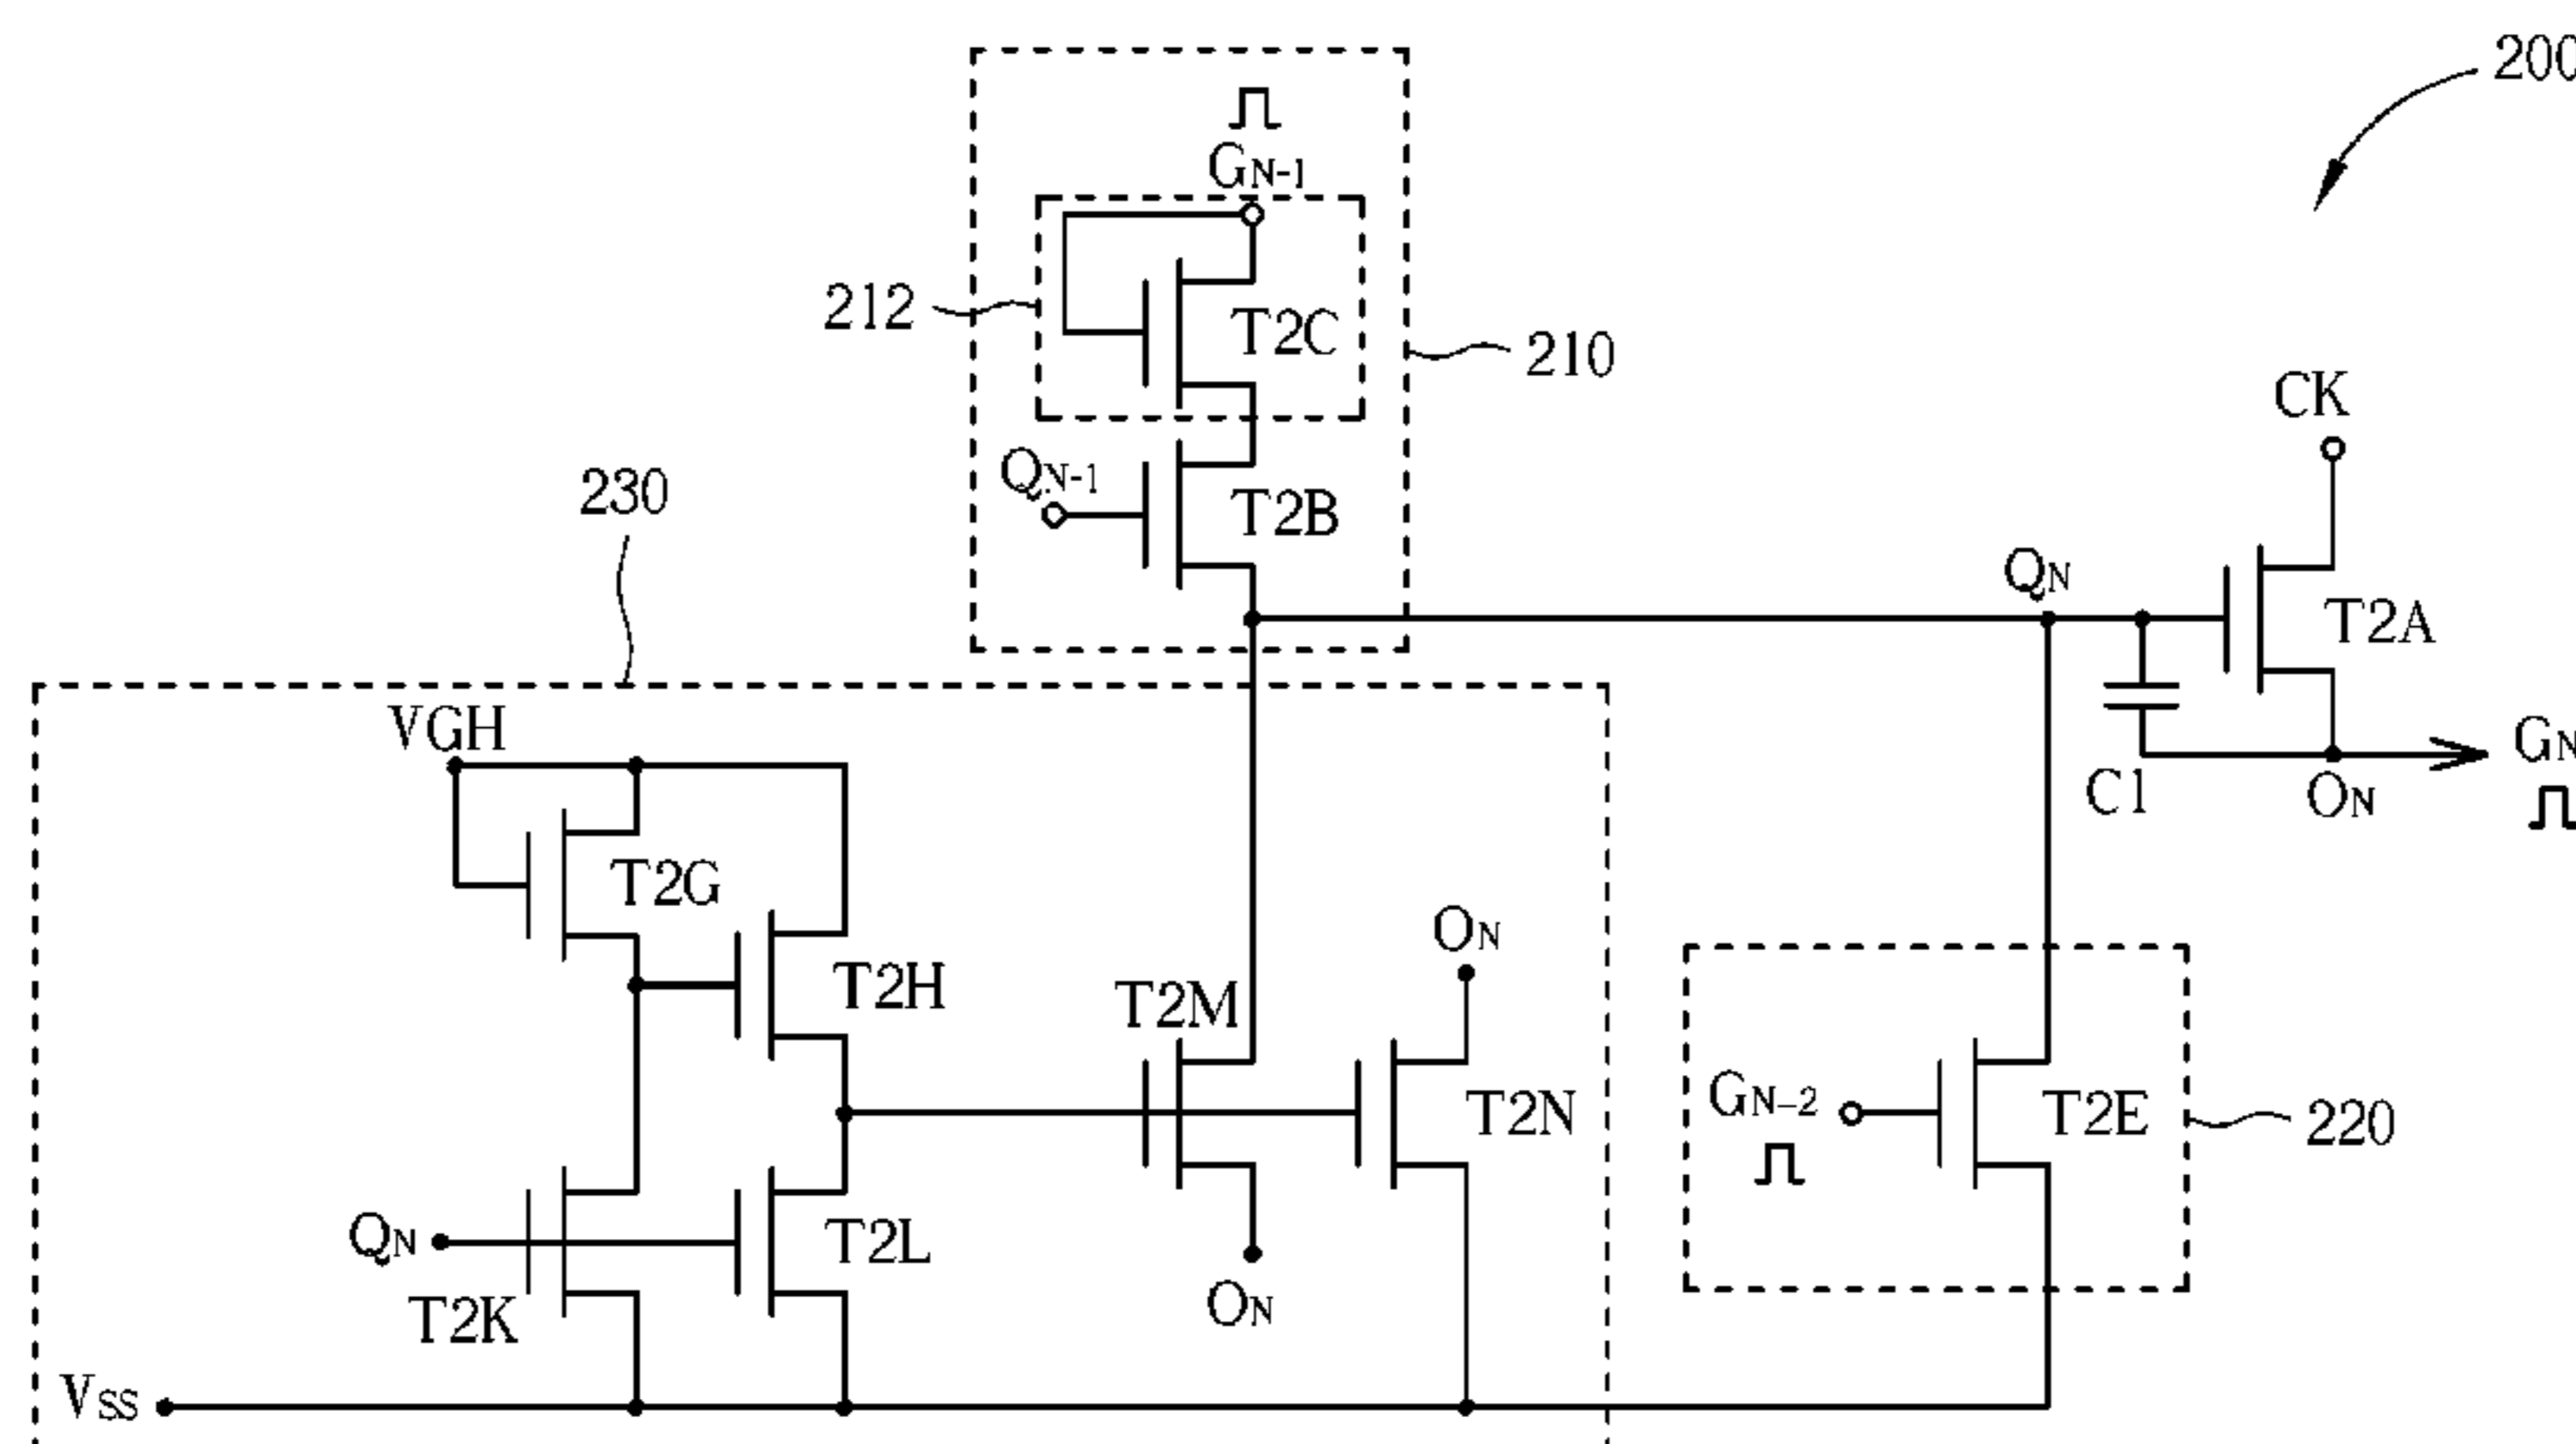 200
GN-1
212
T2C
210
CK
QN-1
T2B
230
QN
T2A
VGH
GN
C1
ON
T2G
ON
T2H
T2M
GN-2
T2N
T2E
220
QN
T2L
T2K
ON
VSS